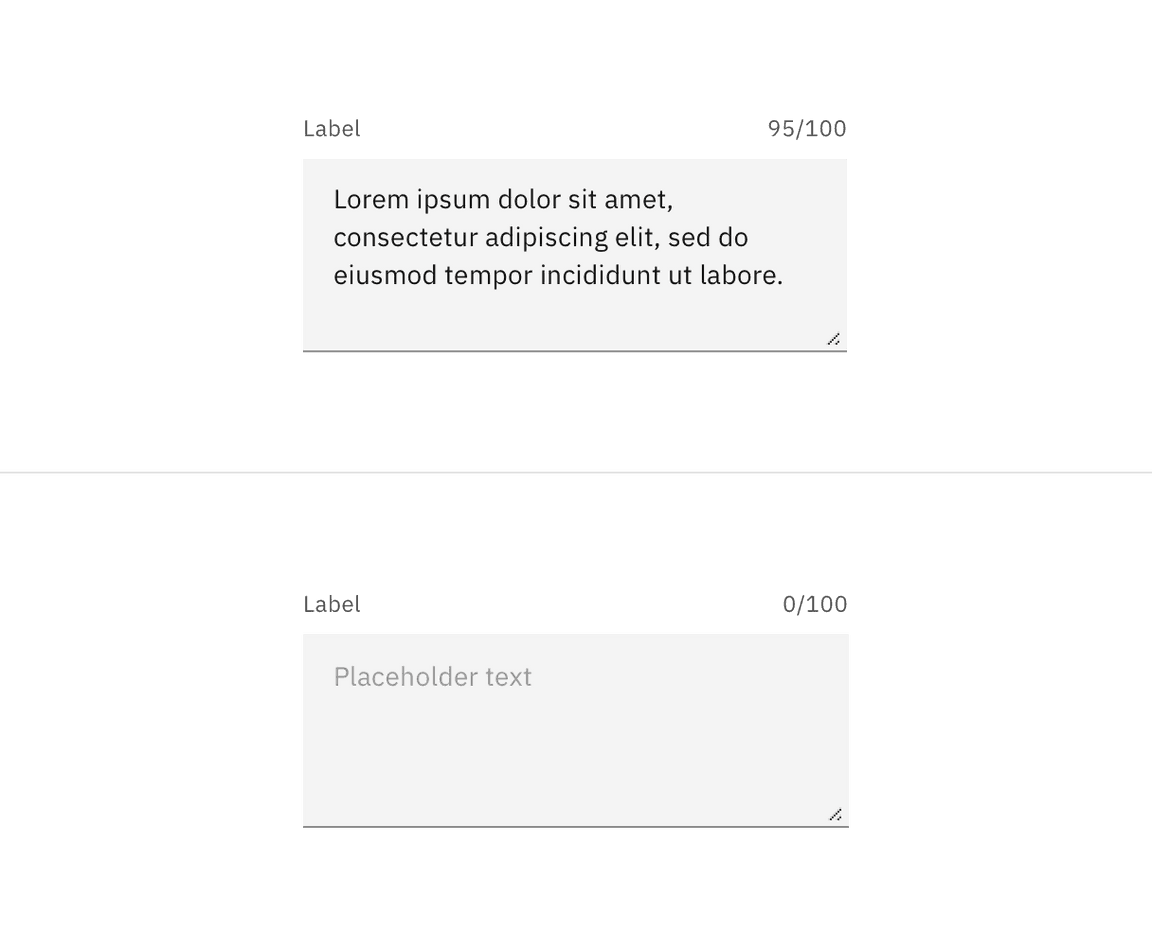 Label 95/100
Lorem ipsum dolor sit amet,
consectetur adipiscing elit, sed do
eiusmod tempor incididunt ut labore.
Label 0/100
Placeholder text